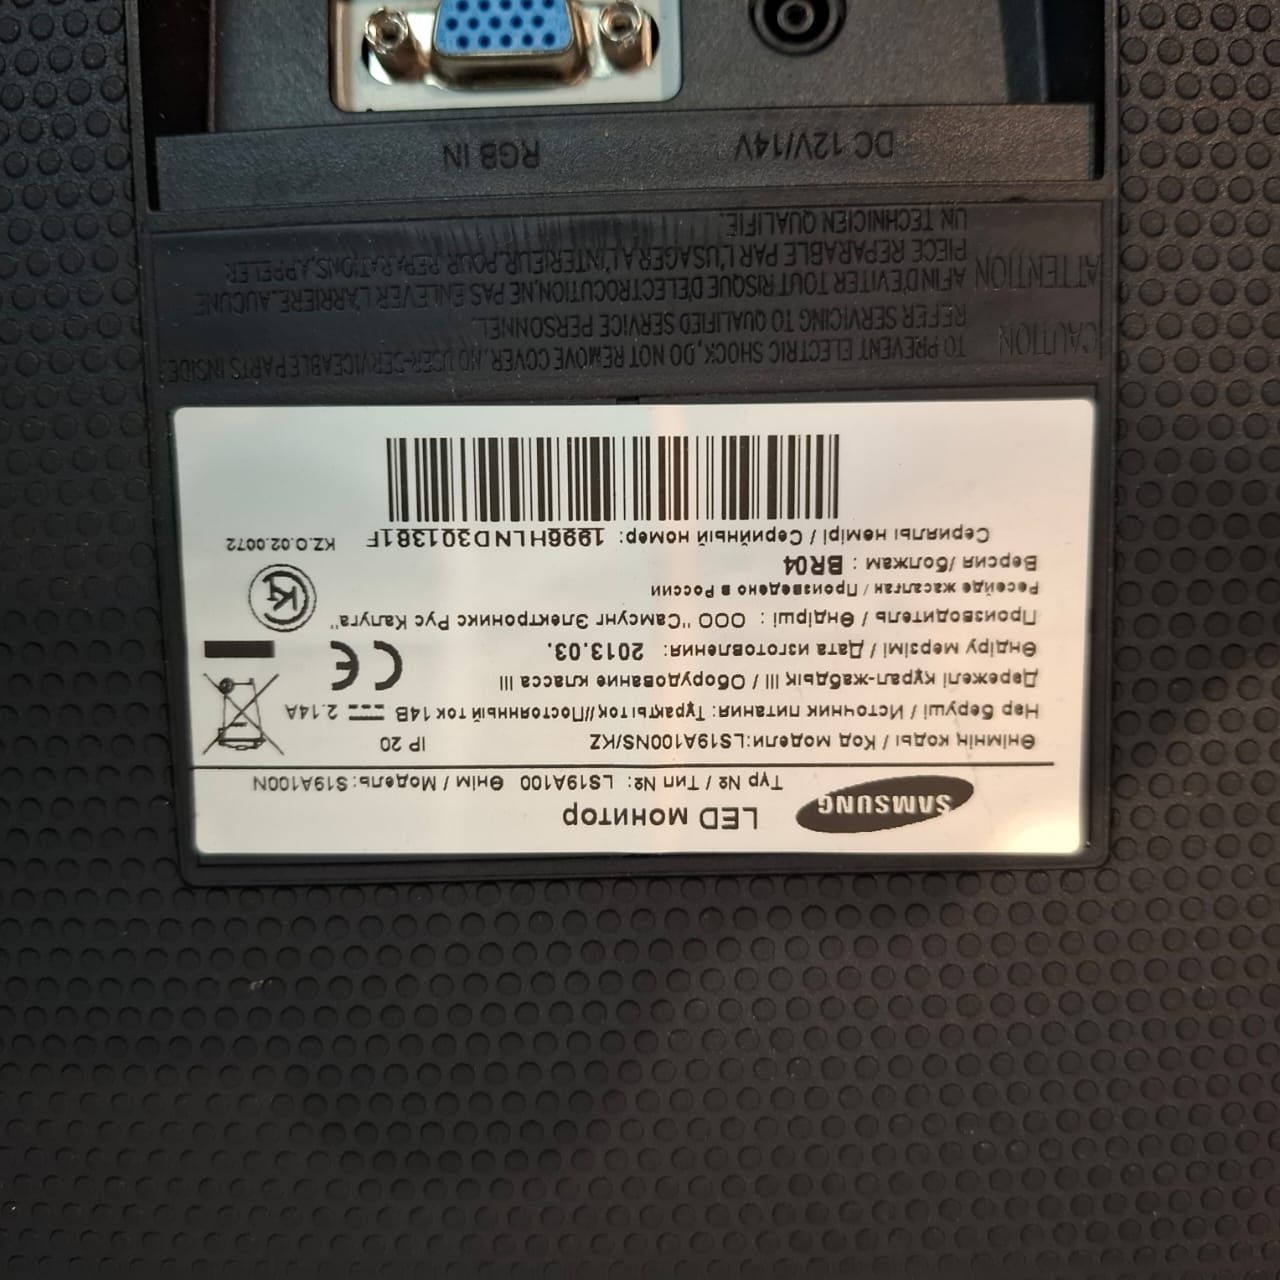 SAMSUNG
LED монитор
Тұр № / Тип №: LS19A100 Өнім / Модель: S19A100N
Өнімнің коды / Код модели: LS19A100NS/KZ IP 20
Нәр беруші / Источник питания: Тұрақты ток//Постоянный ток 14В 2.14A
Дәрежелі құрал-жабдық III / Оборудование класса III
Өндіру мерзімі / Дата изготовления: 2013.03.
CE
Производитель / Өндірші : ООО "Самсунг Электроникс Рус Калуга"
Ресейде жасалған / Произведено в России
Версия /болжам : BR04
Сериялы немірі / Серийный номер: 1996HLND301381F
KZ.O.02.0072
CAUTION TO PREVENT ELECTRIC SHOCK, DO NOT REMOVE COVER. NO USER-SERVICEABLE PARTS INSIDE.
REFER SERVICING TO QUALIFIED SERVICE PERSONNEL.
ATTENTION AFIN D'EVITER TOUT RISQUE D'ELECTROCUTION, NE PAS ENLEVER L'ARRIERE. AUCUNE
PIECE REPARABLE PAR L'USAGER A L'INTERIEUR. POUR REPARATIONS, APPELER
UN TECHNICIEN QUALIFIE.
DC 12V/14V RGB IN